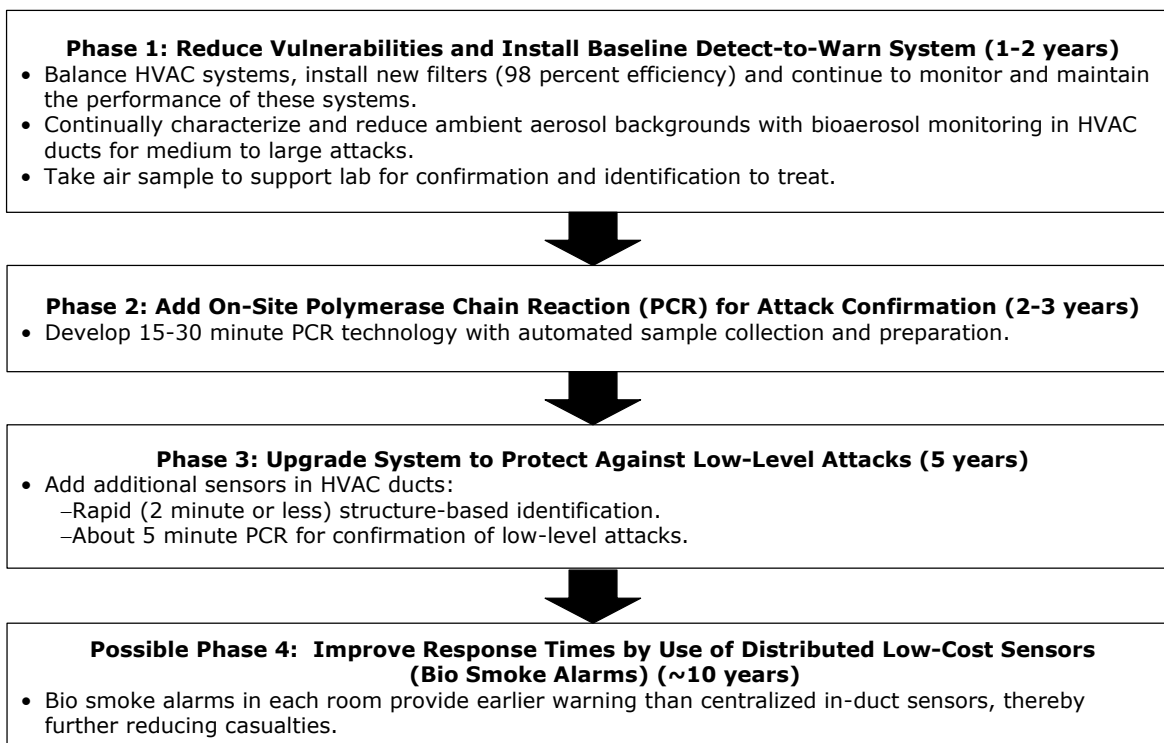 Phase 1: Reduce Vulnerabilities and Install Baseline Detect-to-Warn System (1-2 years)
• Balance HVAC systems, install new filters (98 percent efficiency) and continue to monitor and maintain
the performance of these systems.
• Continually characterize and reduce ambient aerosol backgrounds with bioaerosol monitoring in HVAC
ducts for medium to large attacks.
• Take air sample to support lab for confirmation and identification to treat.
Phase 2: Add On-Site Polymerase Chain Reaction (PCR) for Attack Confirmation (2-3 years)
• Develop 15-30 minute PCR technology with automated sample collection and preparation.
Phase 3: Upgrade System to Protect Against Low-Level Attacks (5 years)
• Add additional sensors in HVAC ducts:
–Rapid (2 minute or less) structure-based identification.
–About 5 minute PCR for confirmation of low-level attacks.
Possible Phase 4: Improve Response Times by Use of Distributed Low-Cost Sensors
(Bio Smoke Alarms) (~10 years)
• Bio smoke alarms in each room provide earlier warning than centralized in-duct sensors, thereby
further reducing casualties.